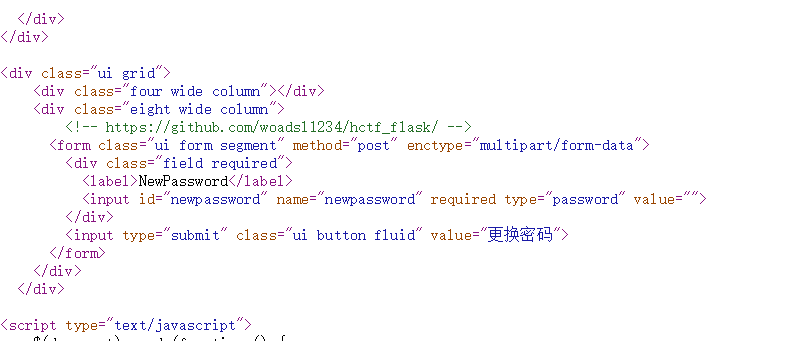 </div>
</div>
<div class="ui grid">
<div class="four wide column"></div>
<div class="eight wide column">
<!-- https://github.com/woadsl1234/hctf_flask/ -->
<form class="ui form segment" method="post" enctype="multipart/form-data">
<div class="field required">
<label>NewPassword</label>
<input id="newpassword" name="newpassword" required type="password" value="">
</div>
<input type="submit" class="ui button fluid" value="更换密码">
</form>
</div>
</div>
<script type="text/javascript">